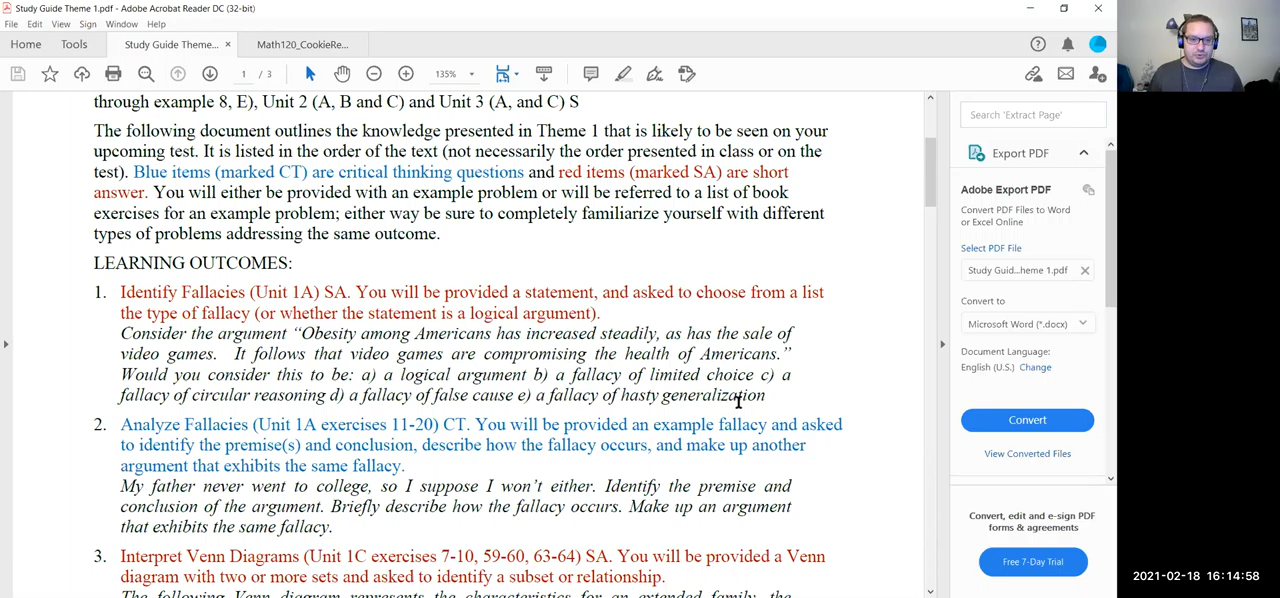 Study Guide Theme 1.pdf - Adobe Acrobat Reader DC (32-bit)
File Edit View Sign Window Help
Home Tools Study Guide Theme... × Math120_CookieRe...
1 / 3 135%
through example 8, E), Unit 2 (A, B and C) and Unit 3 (A, and C) S
The following document outlines the knowledge presented in Theme 1 that is likely to be seen on your
upcoming test. It is listed in the order of the text (not necessarily the order presented in class or on the
test). Blue items (marked CT) are critical thinking questions and red items (marked SA) are short
answer. You will either be provided with an example problem or will be referred to a list of book
exercises for an example problem; either way be sure to completely familiarize yourself with different
types of problems addressing the same outcome.
LEARNING OUTCOMES:
1. Identify Fallacies (Unit 1A) SA. You will be provided a statement, and asked to choose from a list
the type of fallacy (or whether the statement is a logical argument).
Consider the argument “Obesity among Americans has increased steadily, as has the sale of
video games. It follows that video games are compromising the health of Americans.”
Would you consider this to be: a) a logical argument b) a fallacy of limited choice c) a
fallacy of circular reasoning d) a fallacy of false cause e) a fallacy of hasty generalization
2. Analyze Fallacies (Unit 1A exercises 11-20) CT. You will be provided an example fallacy and asked
to identify the premise(s) and conclusion, describe how the fallacy occurs, and make up another
argument that exhibits the same fallacy.
My father never went to college, so I suppose I won’t either. Identify the premise and
conclusion of the argument. Briefly describe how the fallacy occurs. Make up an argument
that exhibits the same fallacy.
3. Interpret Venn Diagrams (Unit 1C exercises 7-10, 59-60, 63-64) SA. You will be provided a Venn
diagram with two or more sets and asked to identify a subset or relationship.
The following Venn diagram represents the characteristics for an extended family, the
Search 'Extract Page'
Export PDF
Adobe Export PDF
Convert PDF Files to Word
or Excel Online
Select PDF File
Study Guid...heme 1.pdf
Convert to
Microsoft Word (*.docx)
Document Language:
English (U.S.) Change
Convert
View Converted Files
Convert, edit and e-sign PDF
forms & agreements
Free 7-Day Trial
2021-02-18 16:14:58